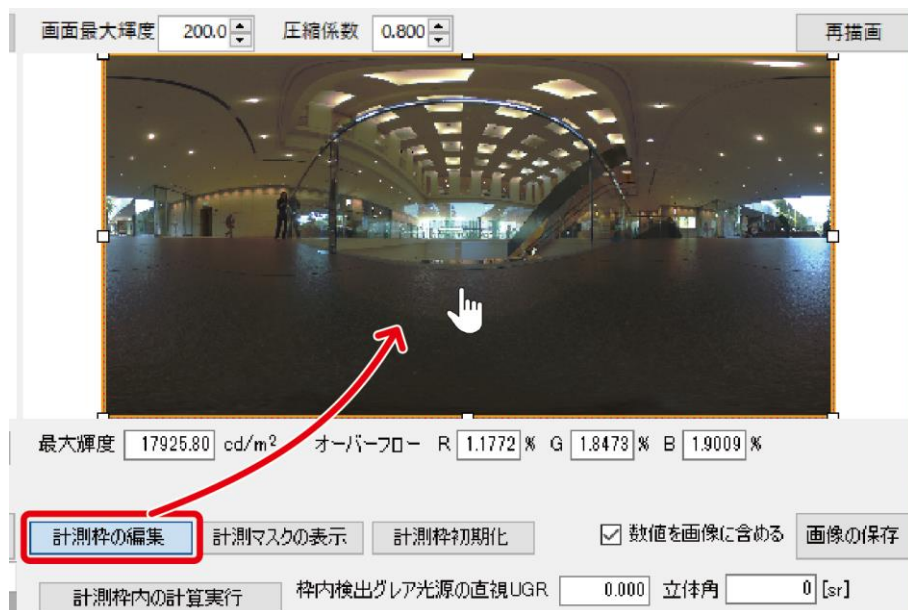 画面最大輝度 200.0 圧縮係数 0.800 再描画
最大輝度 17925.80 cd/m² オーバーフロー R 1.1772 % G 1.8473 % B 1.9009 %
計測枠の編集 計測マスクの表示 計測枠初期化 数値を画像に含める 画像の保存
計測枠内の計算実行 枠内検出グレア光源の直視UGR 0.000 立体角 0 [sr]